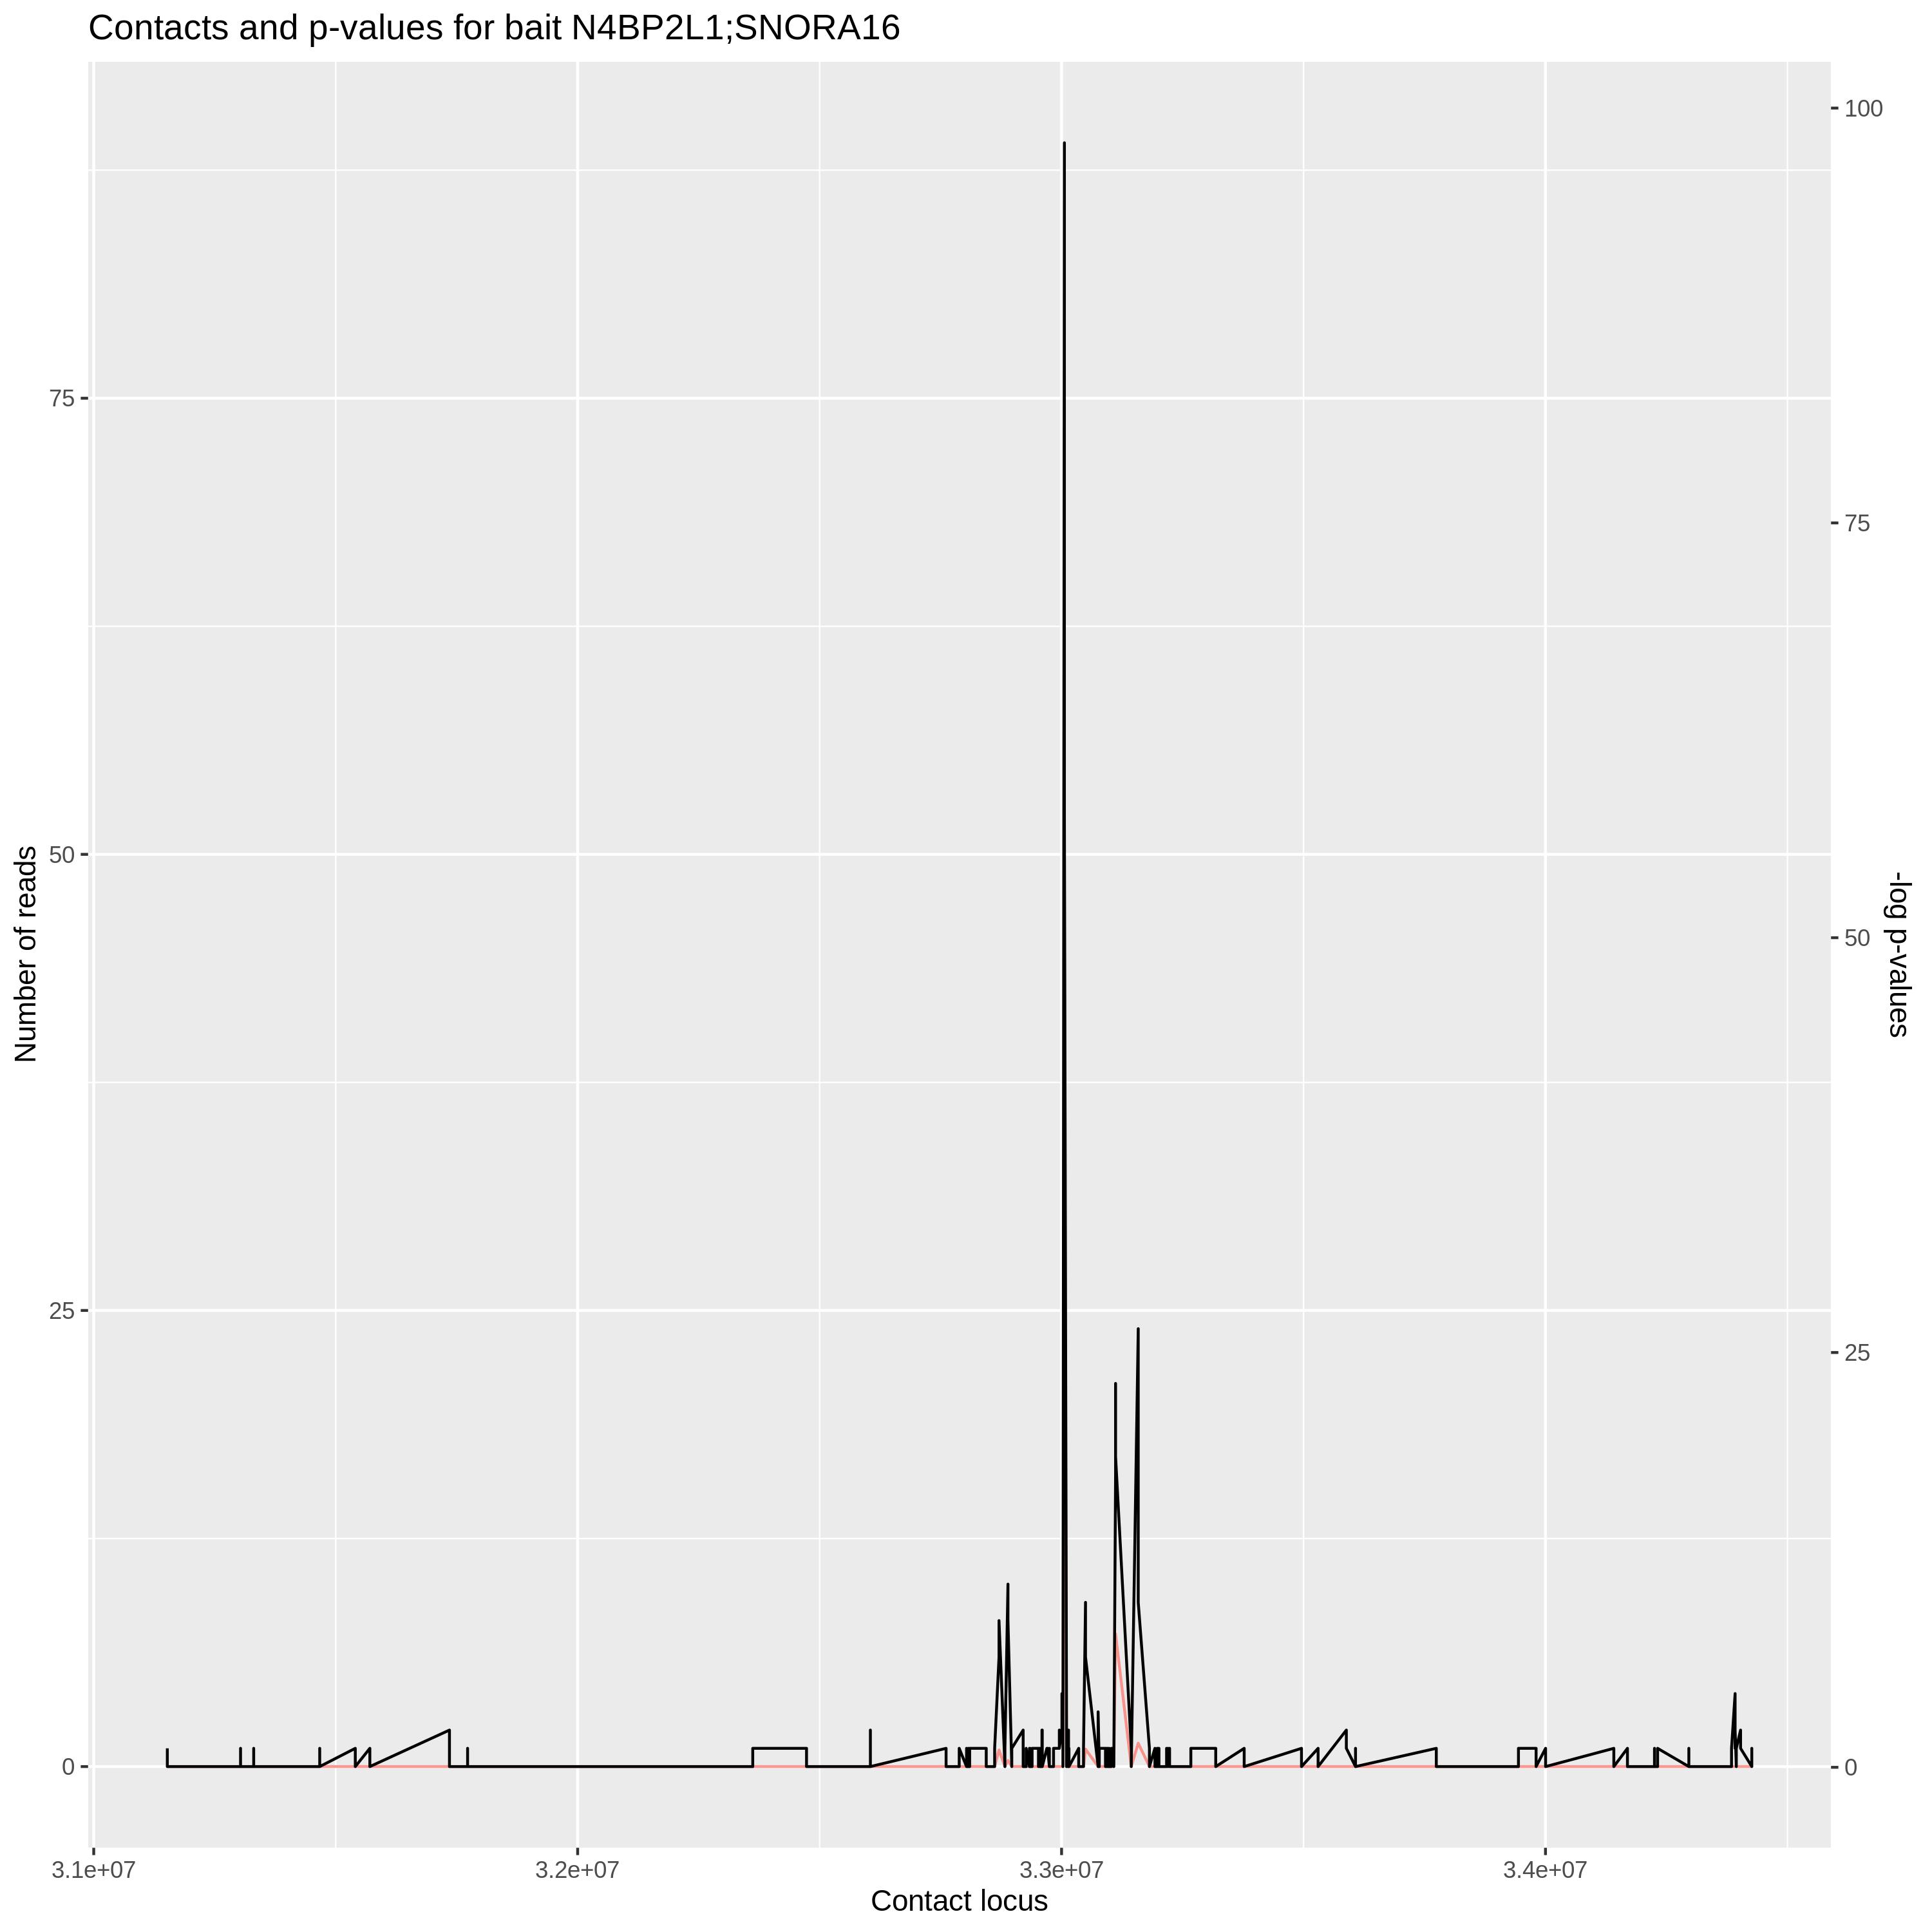 Contacts and p-values for bait N4BP2L1;SNORA16
100
75
75
50
50
25
25
0
0
Number of reads
-log p-values
3.1e+07
3.2e+07
3.3e+07
3.4e+07
Contact locus